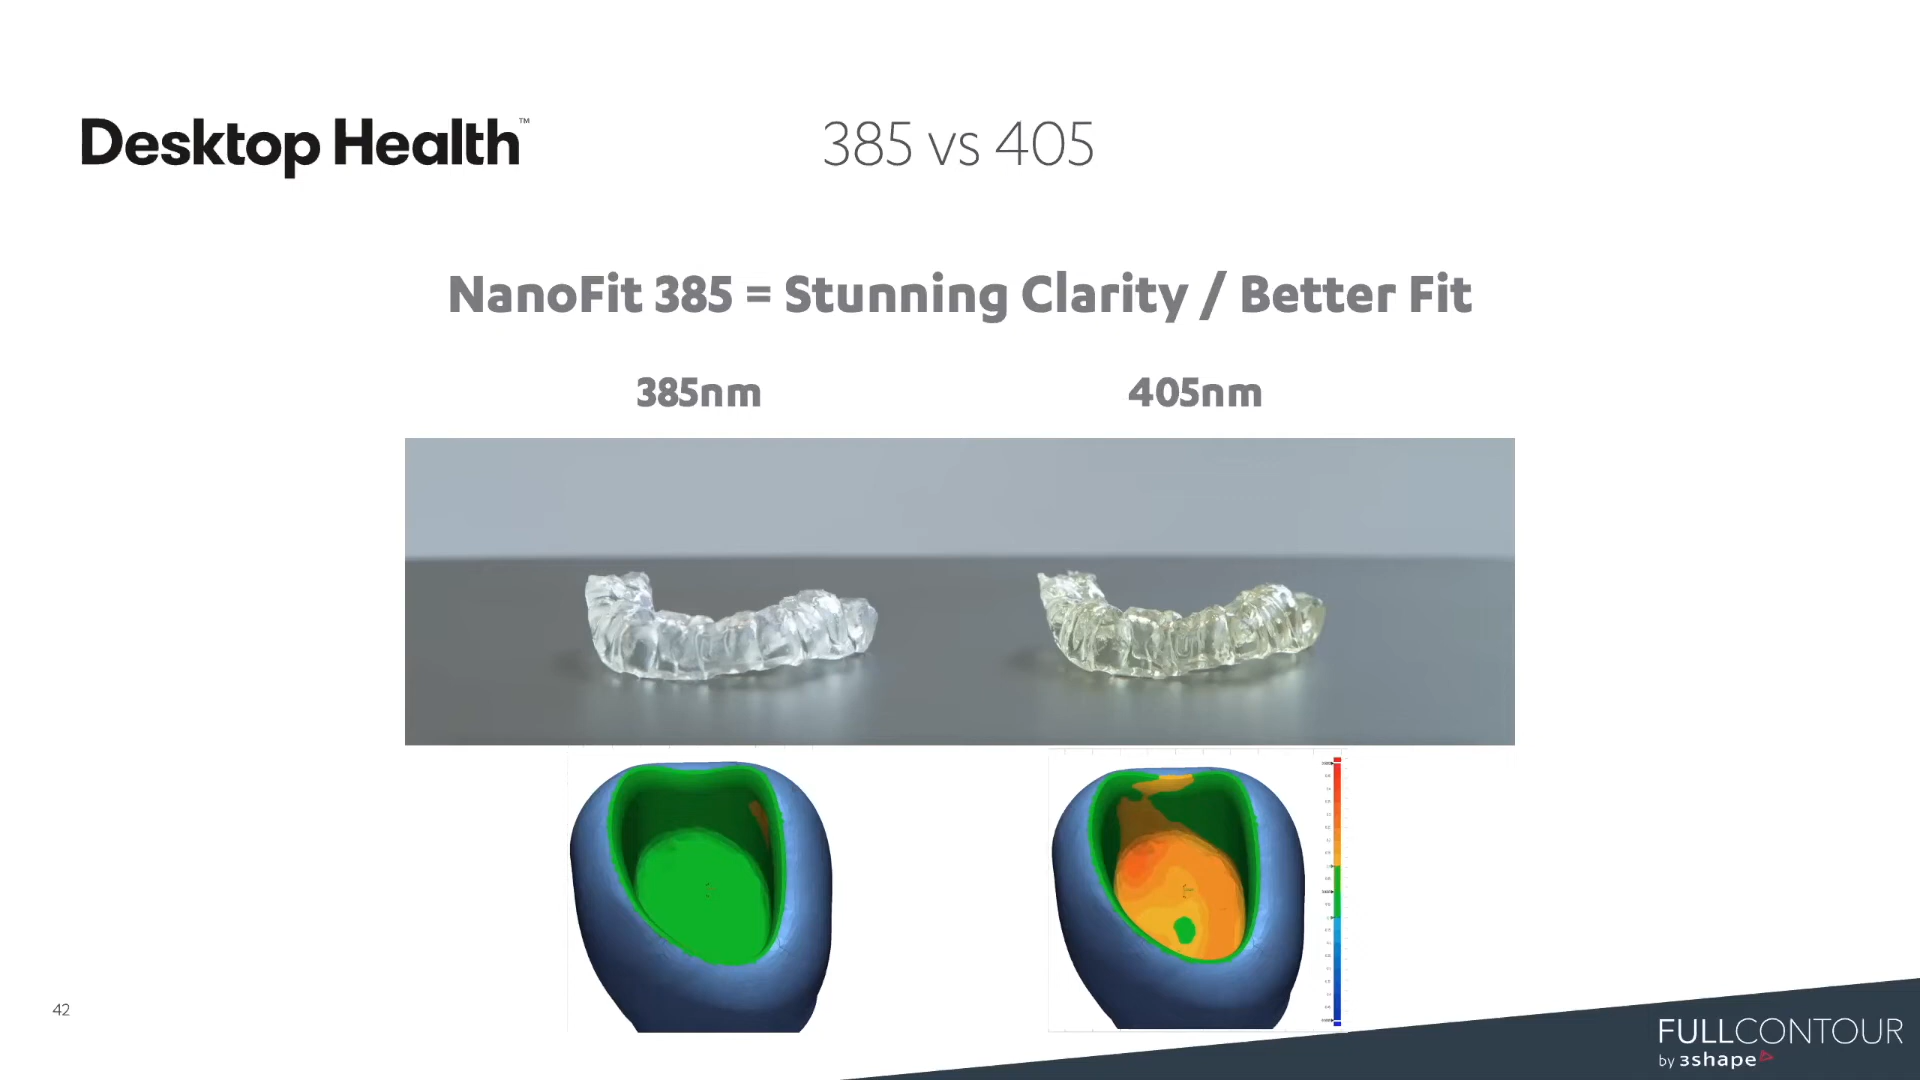 Desktop Health™
385 vs 405
NanoFit 385 = Stunning Clarity / Better Fit
385nm
405nm
42
FULLCONTOUR
by 3shape